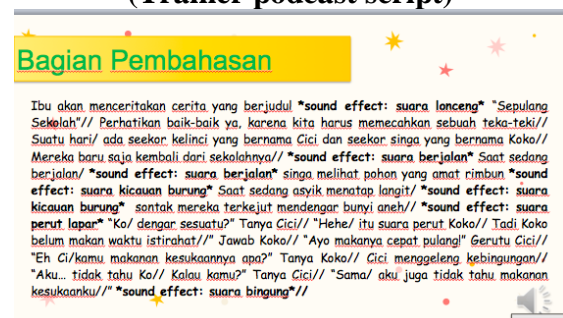 (Trainer podcast script)
Bagian Pembahasan
Ibu akan menceritakan cerita yang berjudul *sound effect: suara lonceng* “Sepulang
Sekolah”// Perhatikan baik-baik ya, karena kita harus memecahkan sebuah teka-teki//
Suatu hari/ ada seekor kelinci yang bernama Cici dan seekor singa yang bernama Koko//
Mereka baru saja kembali dari sekolahnya// *sound effect: suara berjalan* Saat sedang
berjalan/ *sound effect: suara berjalan* singa melihat pohon yang amat rimbun *sound
effect: suara kicauan burung* Saat sedang asyik menatap langit/ *sound effect: suara
kicauan burung* sontak mereka terkejut mendengar bunyi aneh// *sound effect: suara
perut lapar* “Ko/ dengar sesuatu?” Tanya Cici// “Hehe/ itu suara perut Koko// Tadi Koko
belum makan waktu istirahat//” Jawab Koko// “Ayo makanya cepat pulang!” Gerutu Cici//
“Eh Ci/kamu makanan kesukaannya apa?” Tanya Koko// Cici menggeleng kebingungan//
“Aku... tidak tahu Ko// Kalau kamu?” Tanya Cici// “Sama/ aku juga tidak tahu makanan
kesukaanku//” *sound effect: suara bingung*//